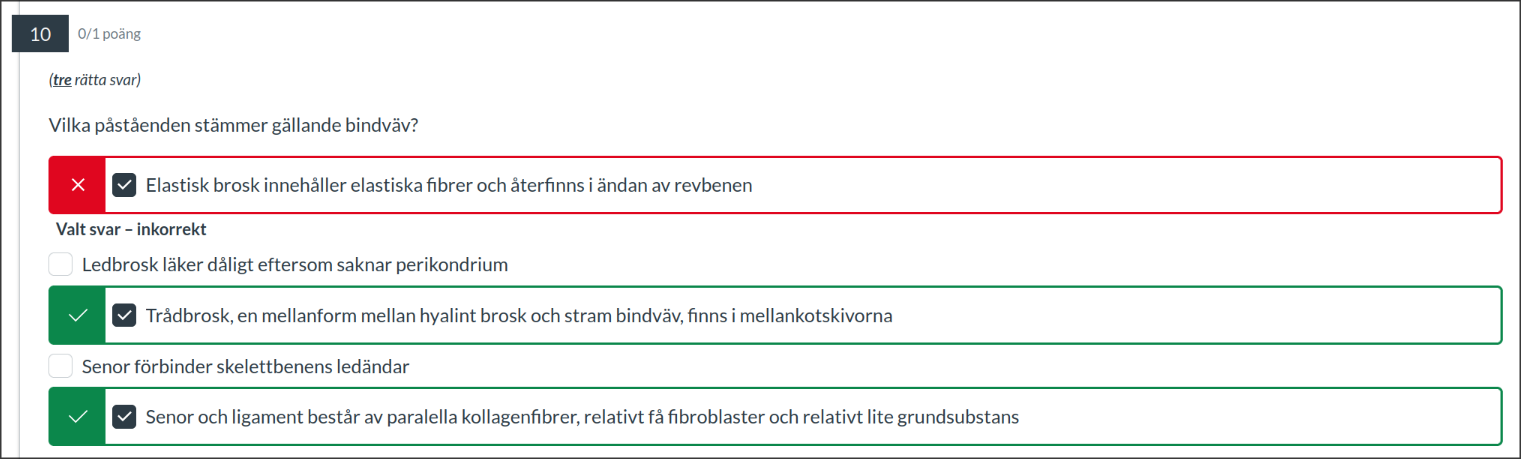 10 0/1 poäng
(tre rätta svar)
Vilka påståenden stämmer gällande bindväv?
Elastisk brosk innehåller elastiska fibrer och återfinns i ändan av revbenen
Valt svar – inkorrekt
Ledbrosk läker dåligt eftersom saknar perikondrium
Trådbrosk, en mellanform mellan hyalint brosk och stram bindväv, finns i mellankotskivorna
Senor förbinder skelettbenens ledändar
Senor och ligament består av paralella kollagenfibrer, relativt få fibroblaster och relativt lite grundsubstans